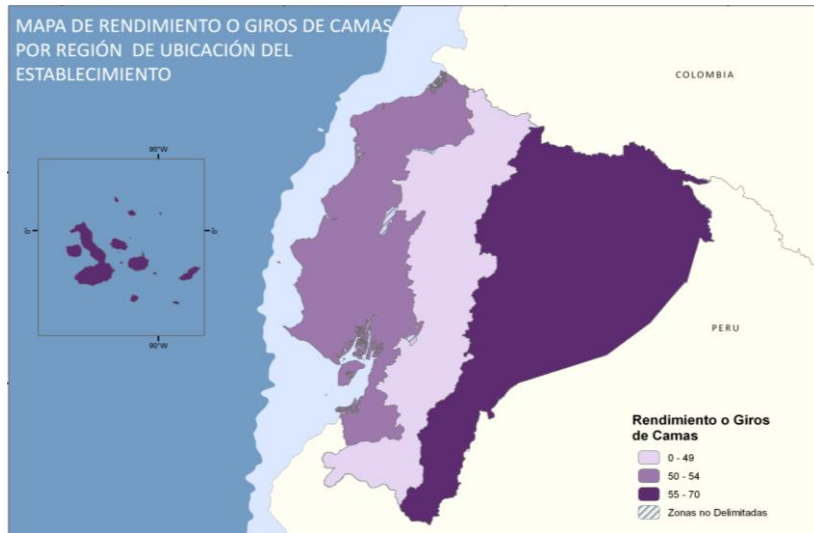 MAPA DE RENDIMIENTO O GIROS DE CAMAS
POR REGIÓN DE UBICACIÓN DEL
ESTABLECIMIENTO
COLOMBIA
90°W
0°
0°
90°W
PERU
Rendimiento o Giros
de Camas
0 - 49
50 - 54
55 - 70
Zonas no Delimitadas